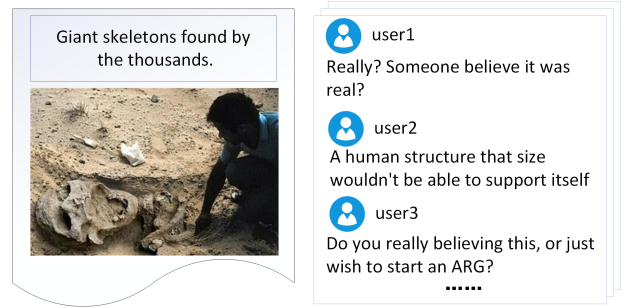 Giant skeletons found by
the thousands.
user1
Really? Someone believe it was
real?
user2
A human structure that size
wouldn't be able to support itself
user3
Do you really believing this, or just
wish to start an ARG?
……